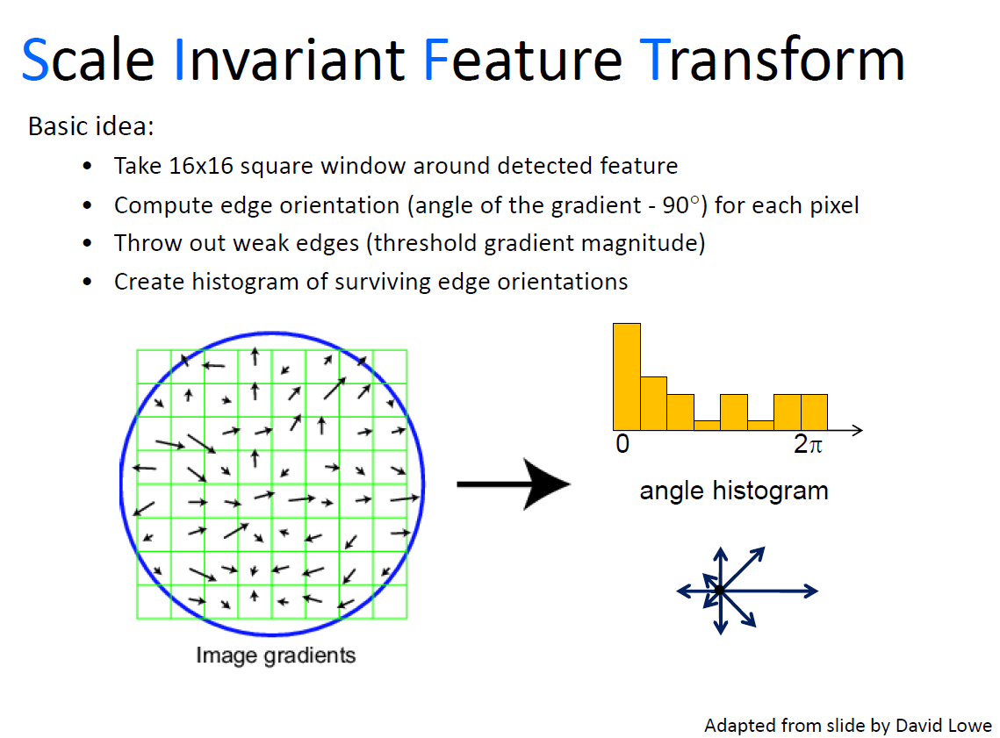 Scale Invariant Feature Transform
Basic idea:
• Take 16x16 square window around detected feature
• Compute edge orientation (angle of the gradient - 90°) for each pixel
• Throw out weak edges (threshold gradient magnitude)
• Create histogram of surviving edge orientations
0 2π
angle histogram
Image gradients
Adapted from slide by David Lowe